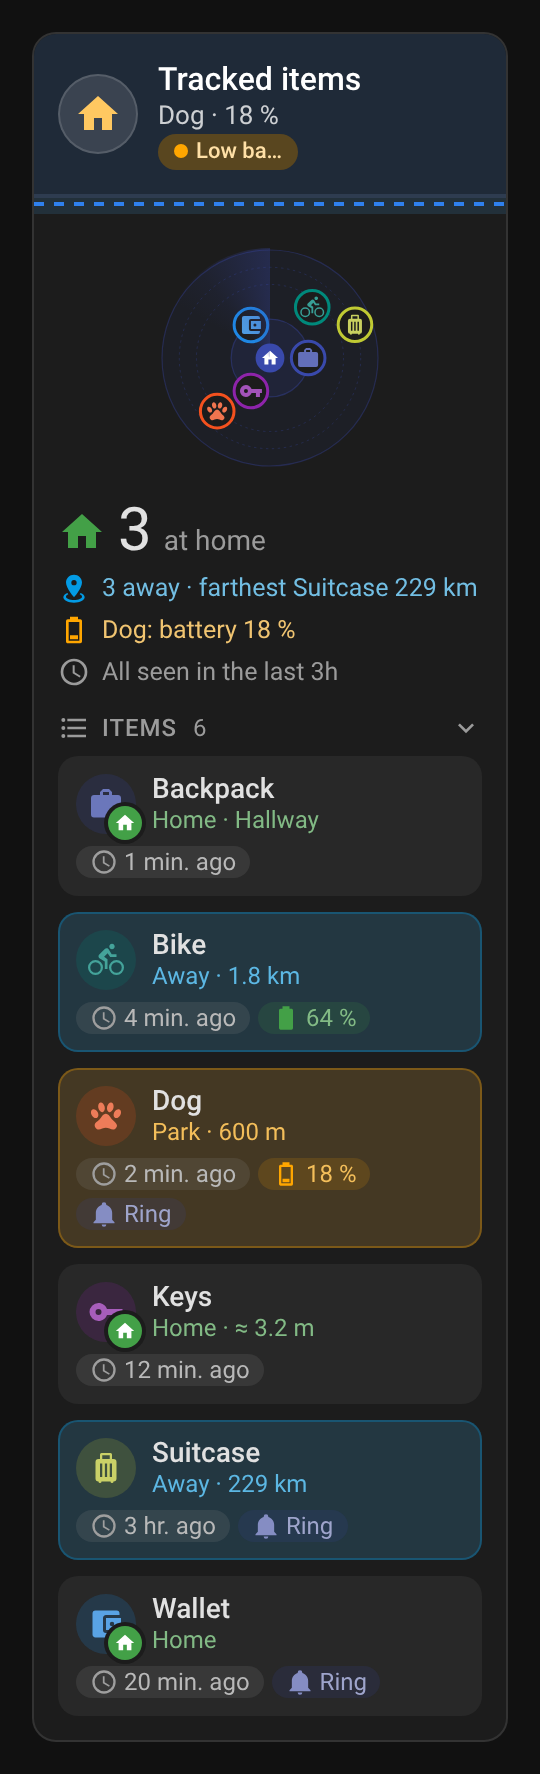 Tracked items
Dog · 18 %
Low ba…
3 at home
3 away · farthest Suitcase 229 km
Dog: battery 18 %
All seen in the last 3h
ITEMS 6
Backpack
Home · Hallway
1 min. ago
Bike
Away · 1.8 km
4 min. ago 64 %
Dog
Park · 600 m
2 min. ago 18 %
Ring
Keys
Home · ≈ 3.2 m
12 min. ago
Suitcase
Away · 229 km
3 hr. ago Ring
Wallet
Home
20 min. ago Ring